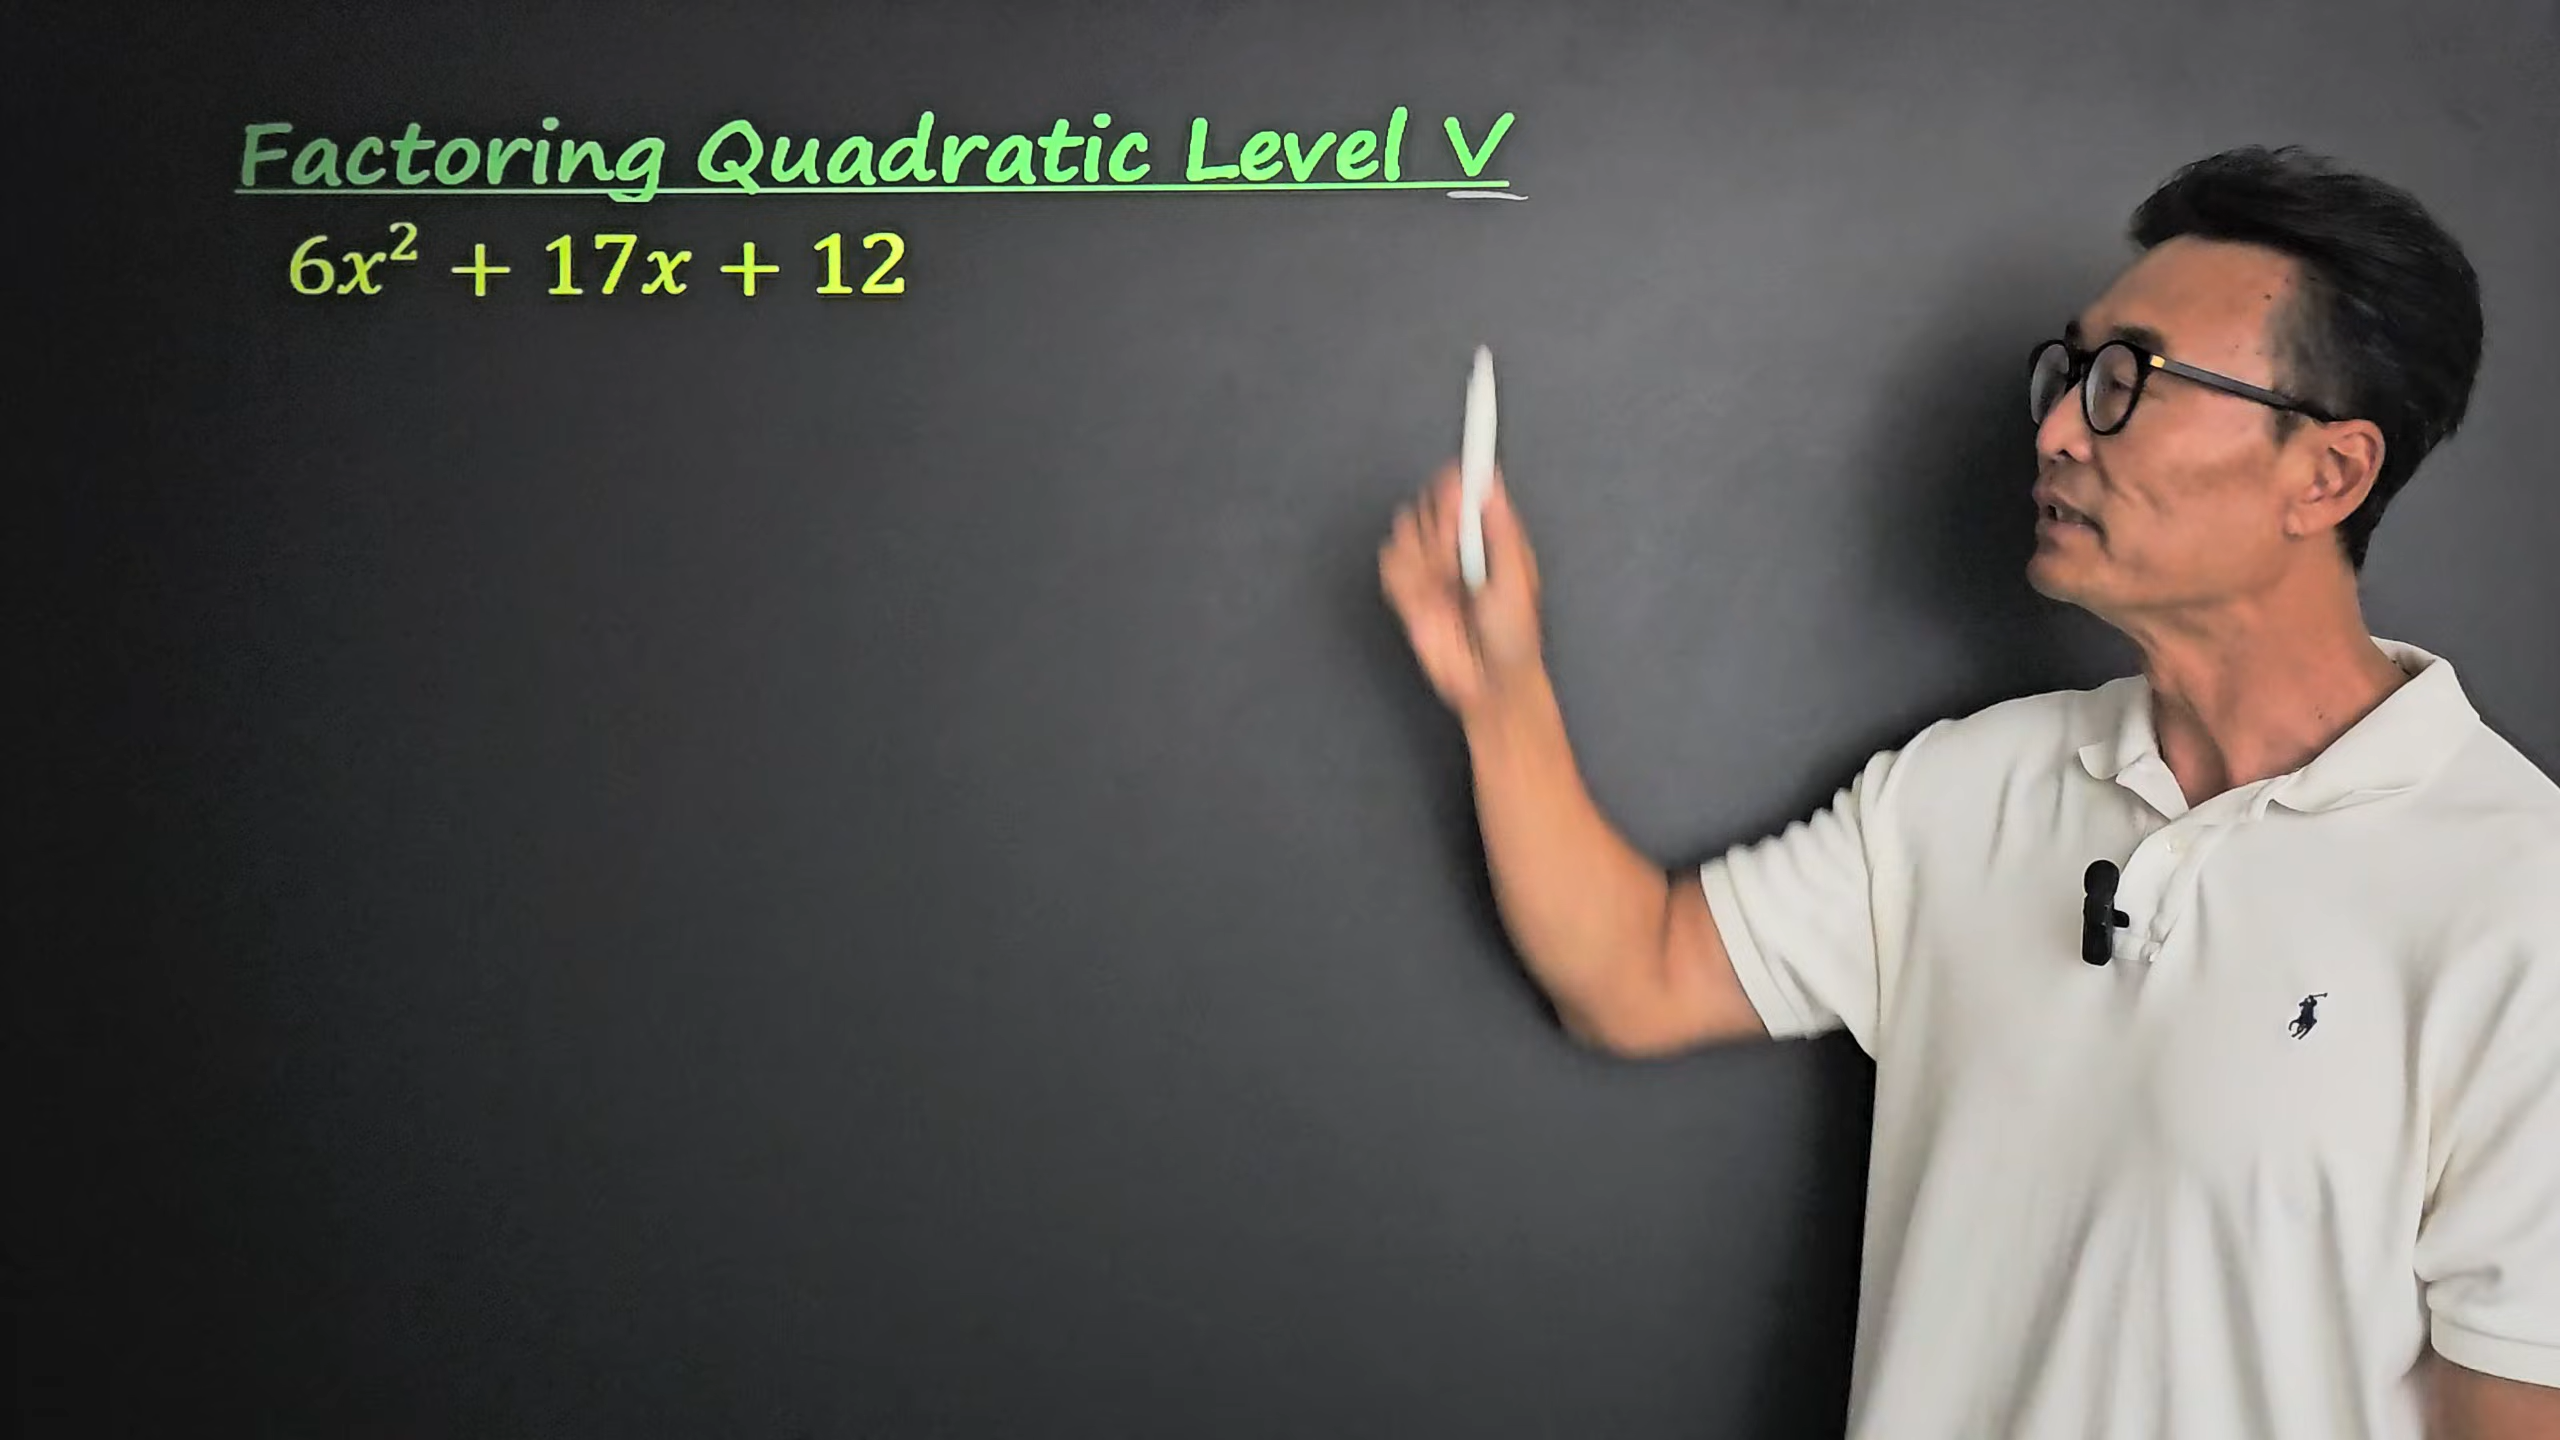 Factoring Quadratic Level V
6x² + 17x + 12